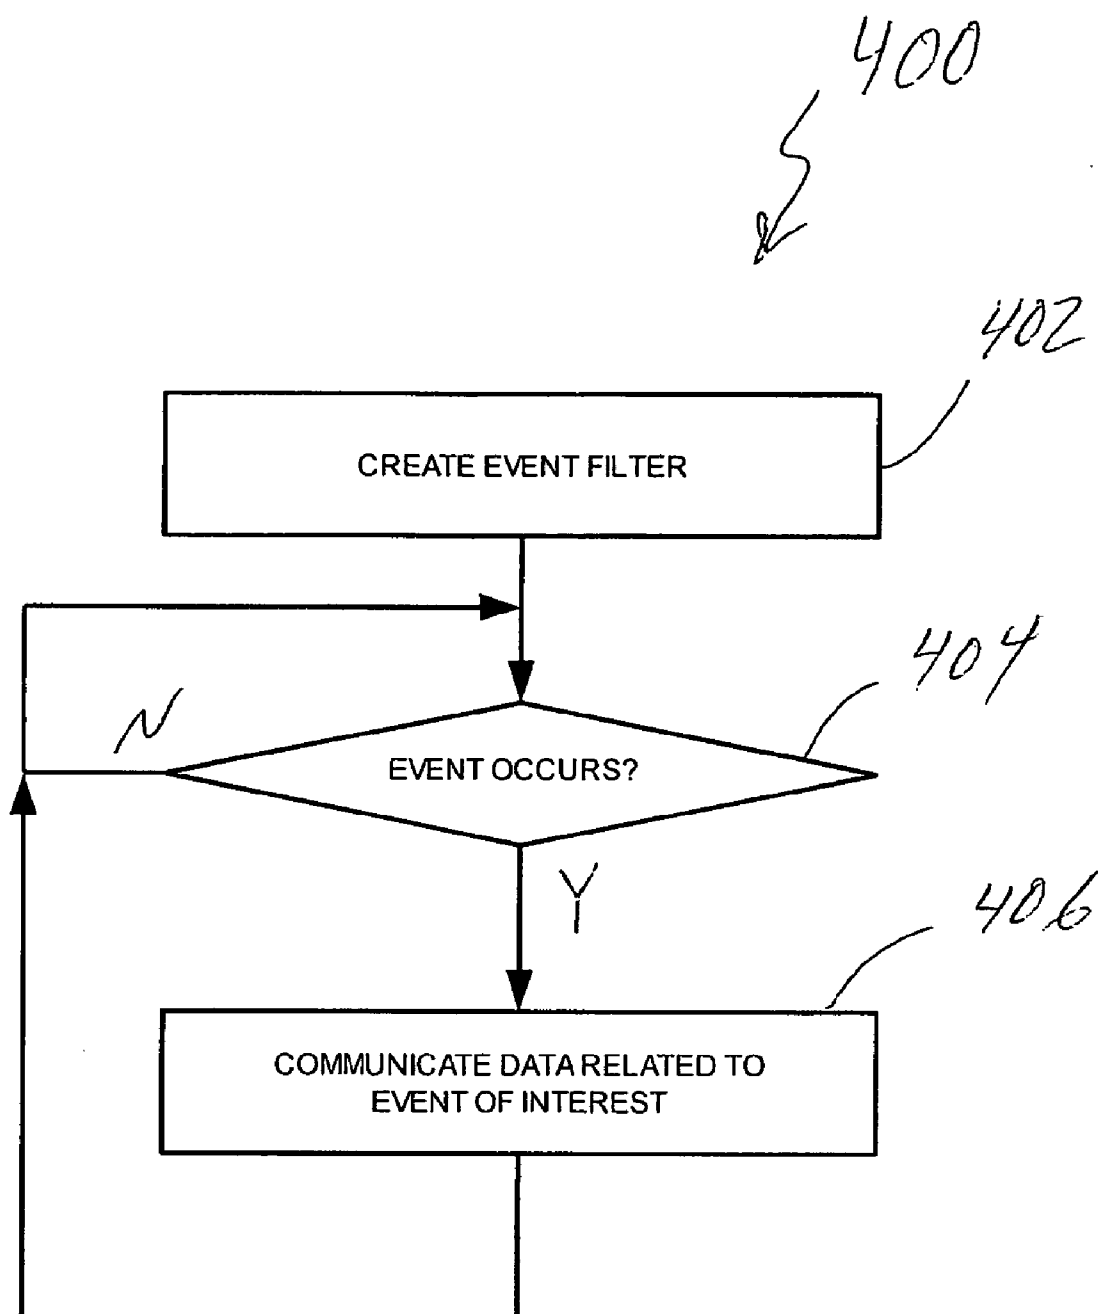 400
402
CREATE EVENT FILTER
404
N
EVENT OCCURS?
Y
406
COMMUNICATE DATA RELATED TO
EVENT OF INTEREST